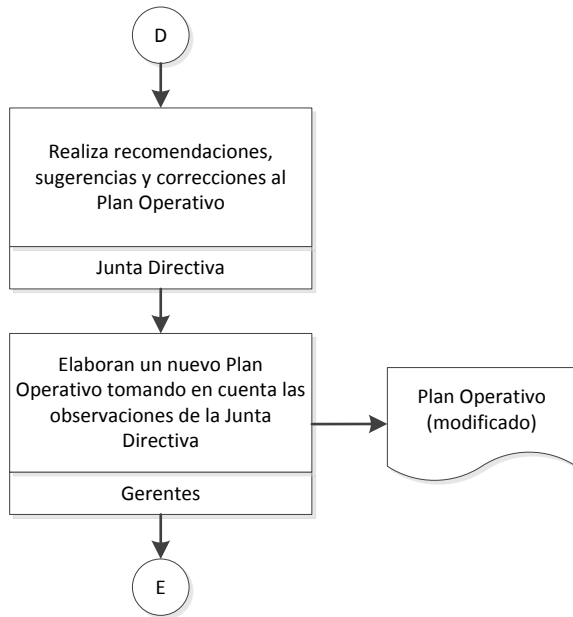 D
Realiza recomendaciones,
sugerencias y correcciones al
Plan Operativo
Junta Directiva
Elaboran un nuevo Plan
Operativo tomando en cuenta las
observaciones de la Junta
Directiva
Gerentes
Plan Operativo
(modificado)
E